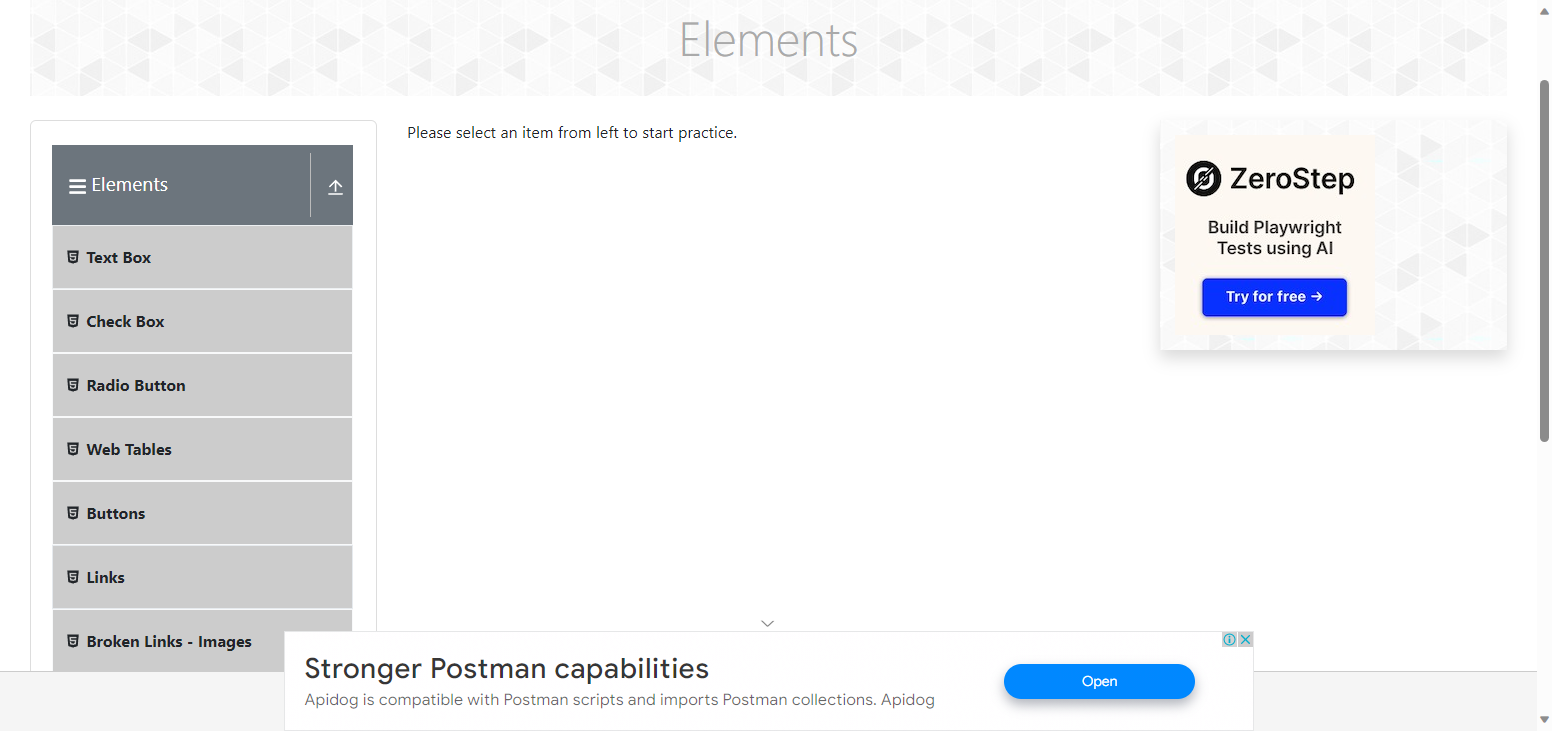 Elements
Elements
Text Box
Check Box
Radio Button
Web Tables
Buttons
Links
Broken Links - Images
Please select an item from left to start practice.
ZeroStep
Build Playwright
Tests using AI
Try for free →
Stronger Postman capabilities
Apidog is compatible with Postman scripts and imports Postman collections. Apidog
Open